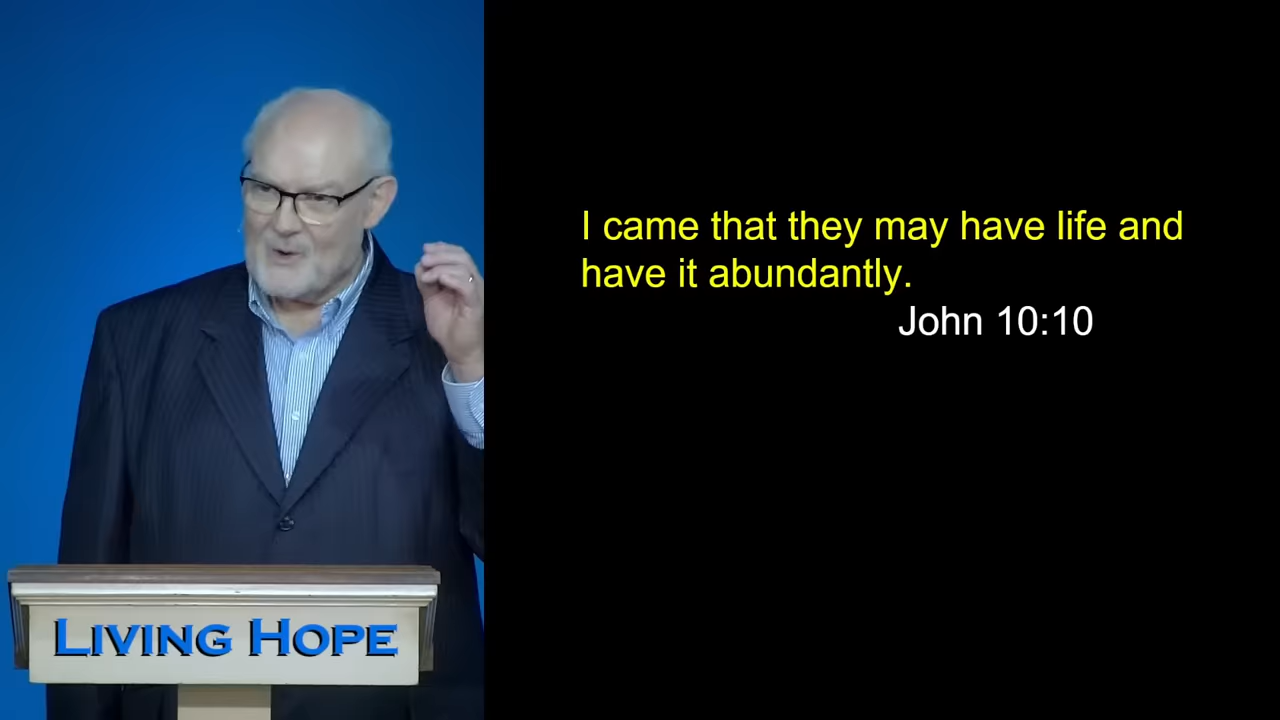 I came that they may have life and
have it abundantly.
John 10:10
LIVING HOPE